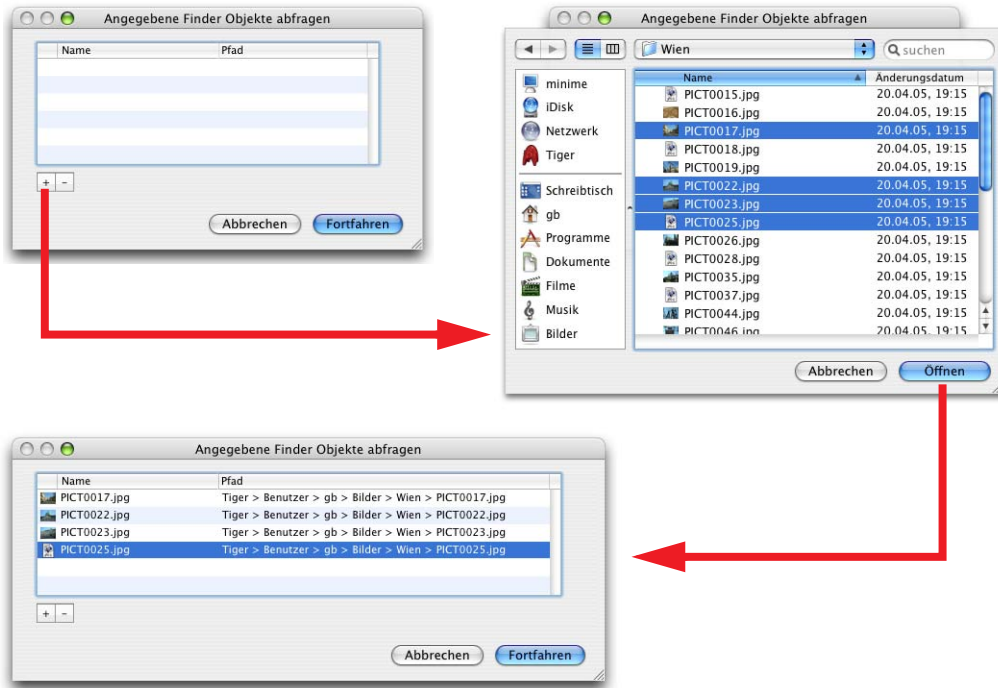 Angegebene Finder Objekte abfragen
Name Pfad
+ -
Abbrechen Fortfahren
Angegebene Finder Objekte abfragen
Wien suchen
minime
iDisk
Netzwerk
Tiger
Schreibtisch
gb
Programme
Dokumente
Filme
Musik
Bilder
Name Änderungsdatum
PICT0015.jpg 20.04.05, 19:15
PICT0016.jpg 20.04.05, 19:15
PICT0017.jpg 20.04.05, 19:15
PICT0018.jpg 20.04.05, 19:15
PICT0019.jpg 20.04.05, 19:15
PICT0022.jpg 20.04.05, 19:15
PICT0023.jpg 20.04.05, 19:15
PICT0025.jpg 20.04.05, 19:15
PICT0026.jpg 20.04.05, 19:15
PICT0028.jpg 20.04.05, 19:15
PICT0035.jpg 20.04.05, 19:15
PICT0037.jpg 20.04.05, 19:15
PICT0044.jpg 20.04.05, 19:15
PICT0046.jpg 20.04.05, 19:15
Abbrechen Öffnen
Angegebene Finder Objekte abfragen
Name Pfad
PICT0017.jpg Tiger > Benutzer > gb > Bilder > Wien > PICT0017.jpg
PICT0022.jpg Tiger > Benutzer > gb > Bilder > Wien > PICT0022.jpg
PICT0023.jpg Tiger > Benutzer > gb > Bilder > Wien > PICT0023.jpg
PICT0025.jpg Tiger > Benutzer > gb > Bilder > Wien > PICT0025.jpg
+ -
Abbrechen Fortfahren